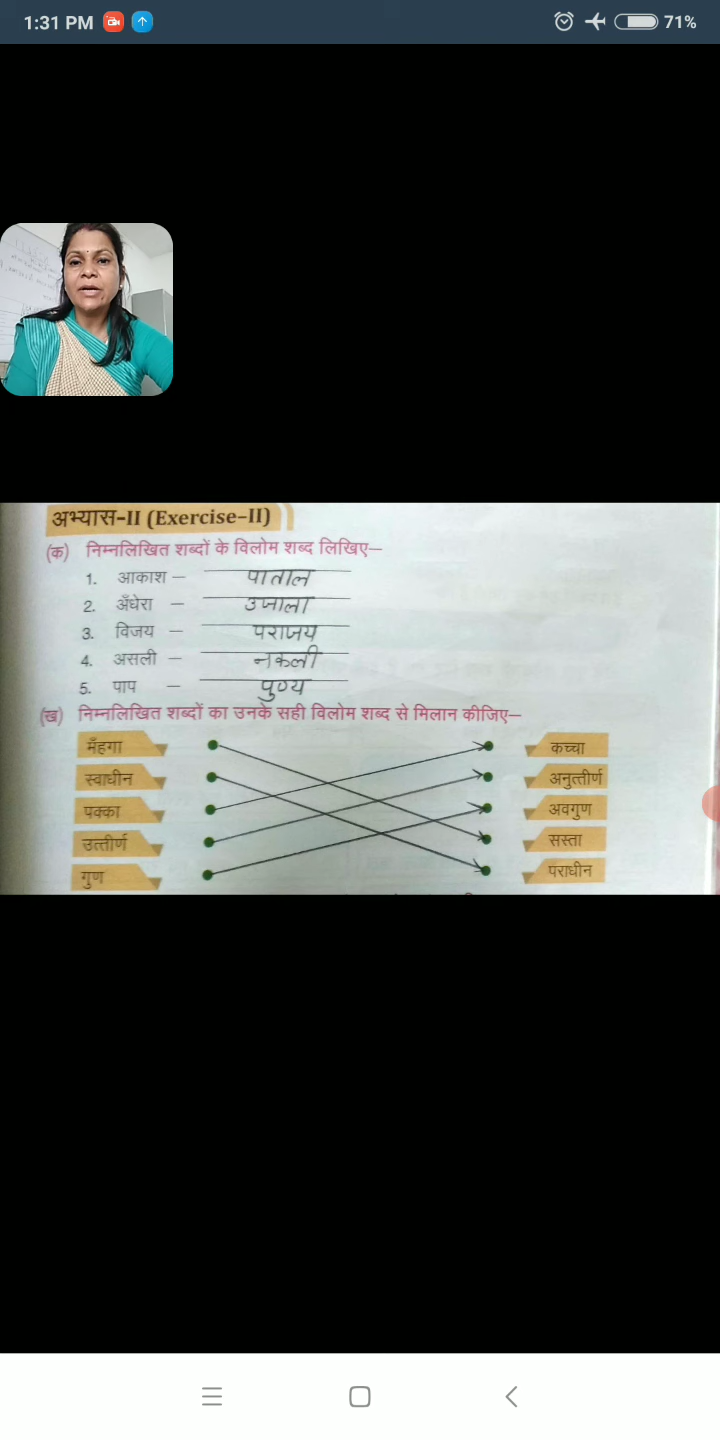 1:31 PM 71%
अभ्यास-II (Exercise-II)
(क) निम्नलिखित शब्दों के विलोम शब्द लिखिए–
1. आकाश – पाताल
2. अँधेरा – उजाला
3. विजय – पराजय
4. असली – नकली
5. पाप – पुण्य
(ख) निम्नलिखित शब्दों का उनके सही विलोम शब्द से मिलान कीजिए–
मँहगा कच्चा
स्वाधीन अनुत्तीर्ण
पक्का अवगुण
उत्तीर्ण सस्ता
गुण पराधीन